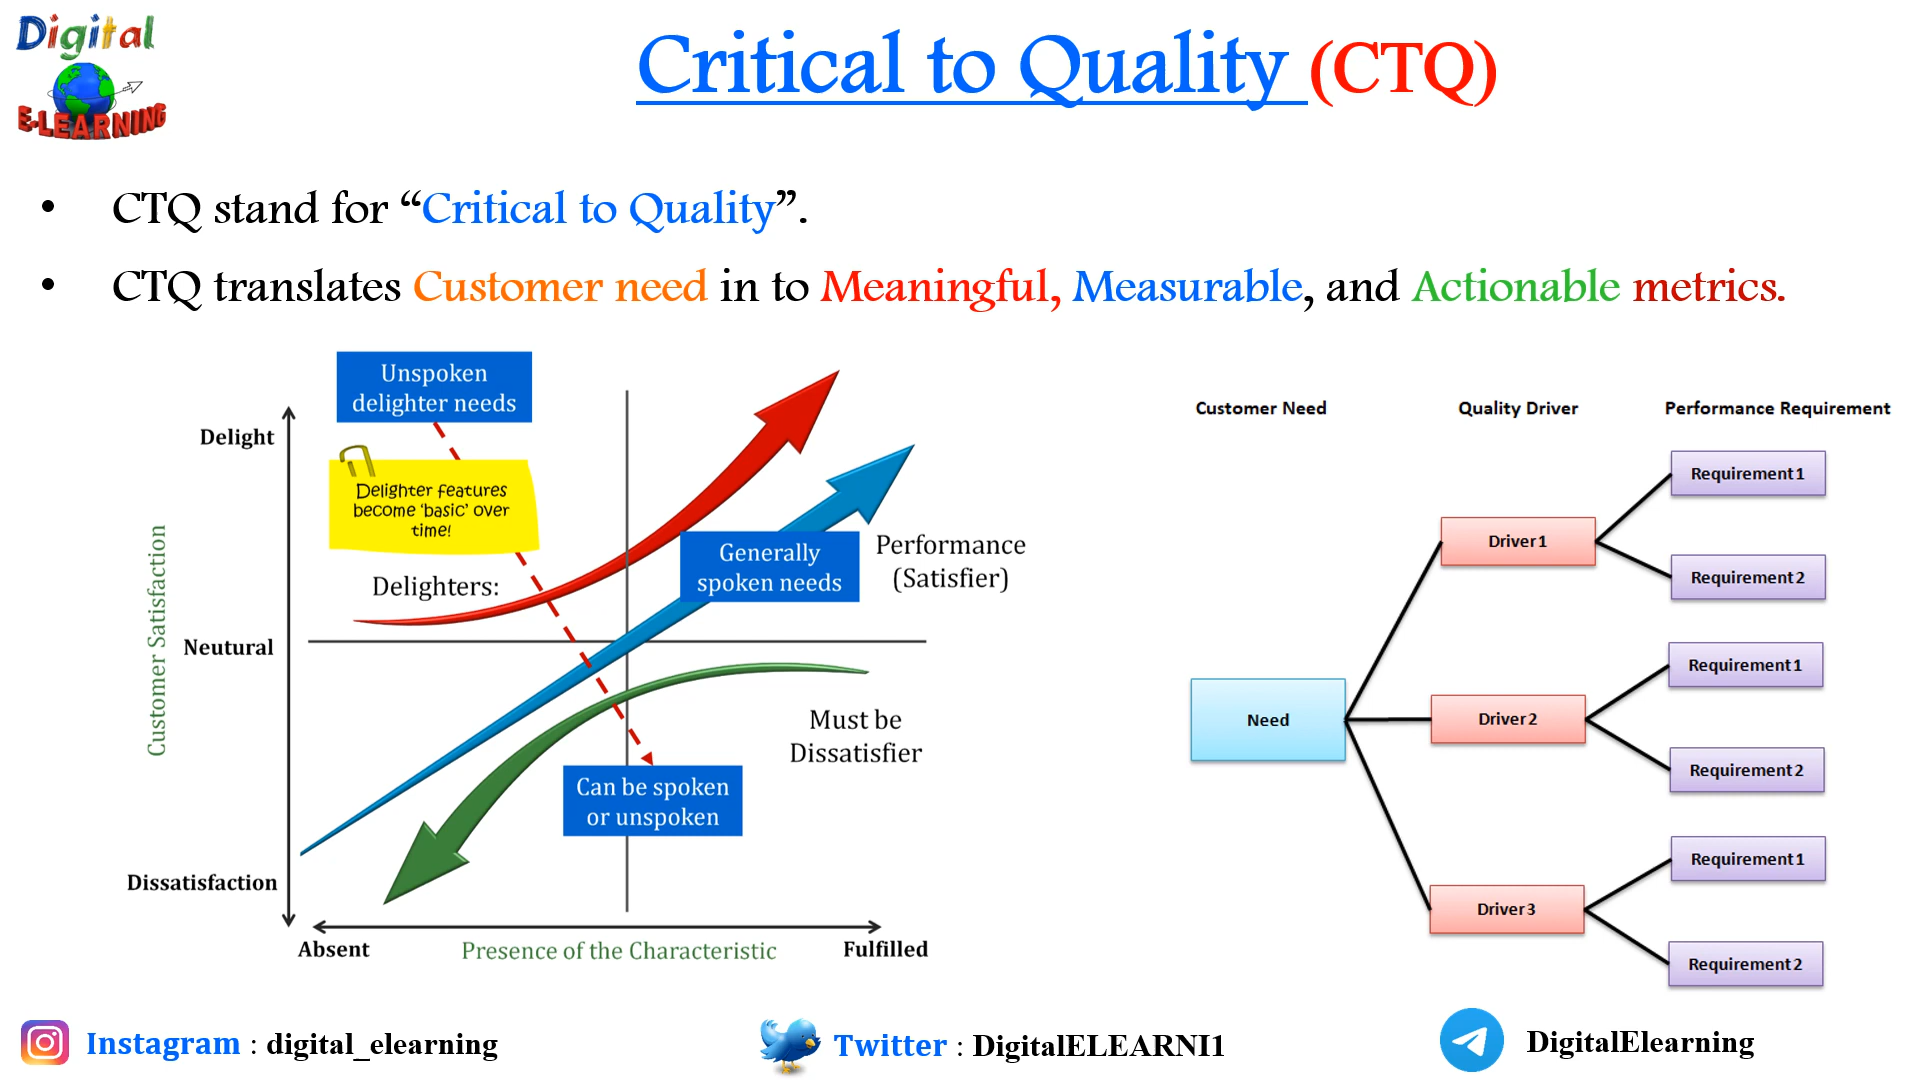 Digital
E-LEARNING
Critical to Quality (CTQ)
• CTQ stand for “Critical to Quality”.
• CTQ translates Customer need in to Meaningful, Measurable, and Actionable metrics.
Unspoken
delighter needs
Delight
Delighter features
become ‘basic’ over
time!
Delighters:
Generally
spoken needs
Performance
(Satisfier)
Customer Satisfaction
Neutural
Must be
Dissatisfier
Can be spoken
or unspoken
Dissatisfaction
Absent
Presence of the Characteristic
Fulfilled
Customer Need
Quality Driver
Performance Requirement
Requirement 1
Driver 1
Requirement 2
Requirement 1
Need
Driver 2
Requirement 2
Requirement 1
Driver 3
Requirement 2
Instagram : digital_elearning
Twitter : DigitalELEARNI1
DigitalElearning